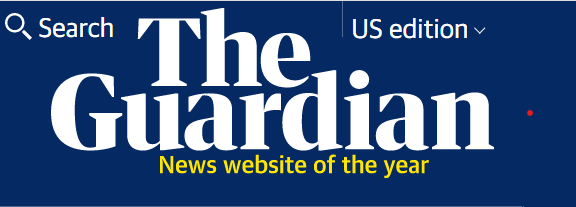 Search
US edition
The
Guardian
News website of the year